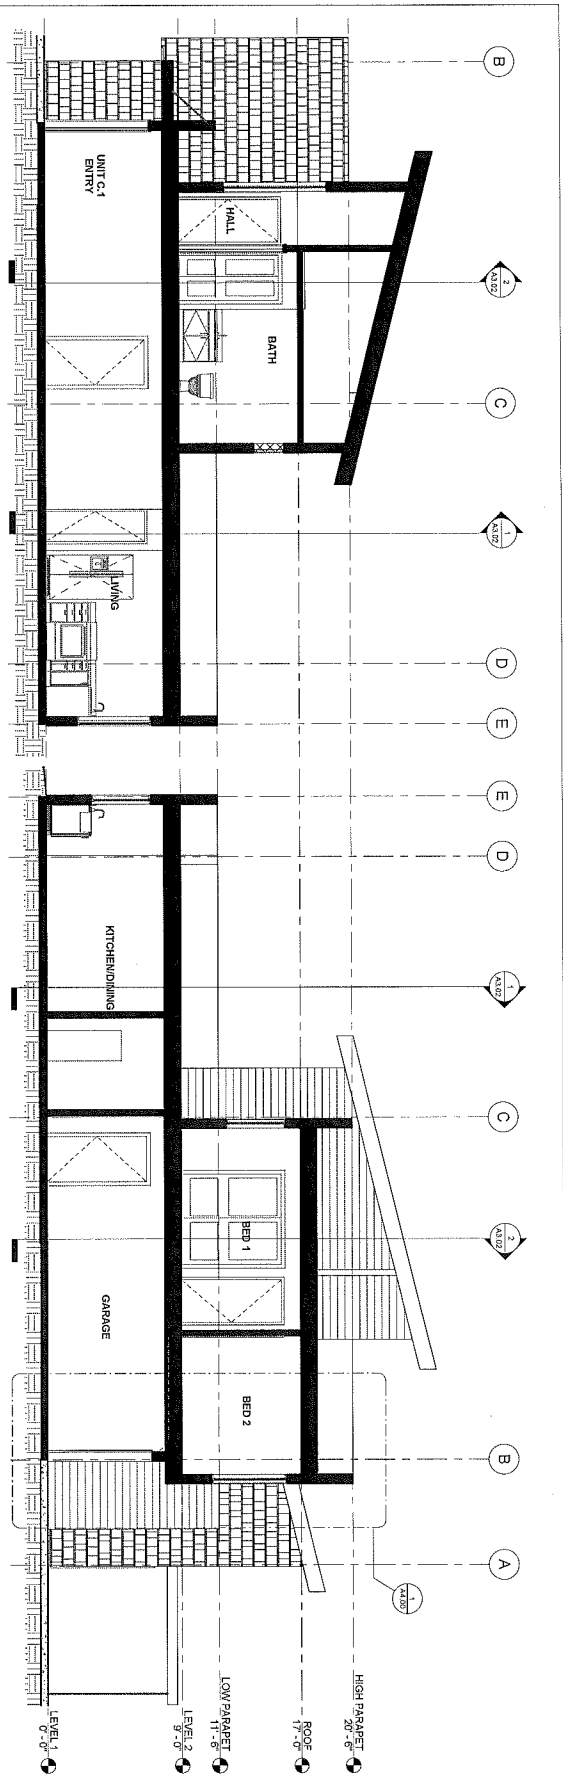 B
2
A3.02
C
1
A3.02
D
E
E
D
1
A3.02
C
2
A3.02
B
A
1
A4.00
UNIT C.1
ENTRY
HALL
BATH
LIVING
KITCHEN/DINING
GARAGE
BED 1
BED 2
HIGH PARAPET
20' - 6"
ROOF
17' - 0"
LOW PARAPET
11' - 6"
LEVEL 2
9' - 0"
LEVEL 1
0' - 0"